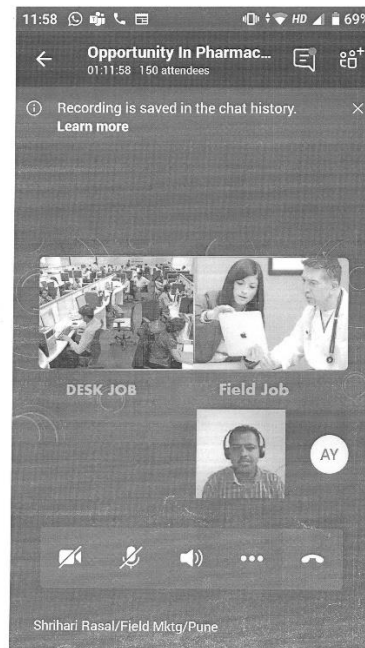 11:58 HD 69%
Opportunity In Pharmac...
01:11:58 150 attendees
Recording is saved in the chat history.
Learn more
DESK JOB Field Job
AY
Shrihari Rasal/Field Mktg/Pune